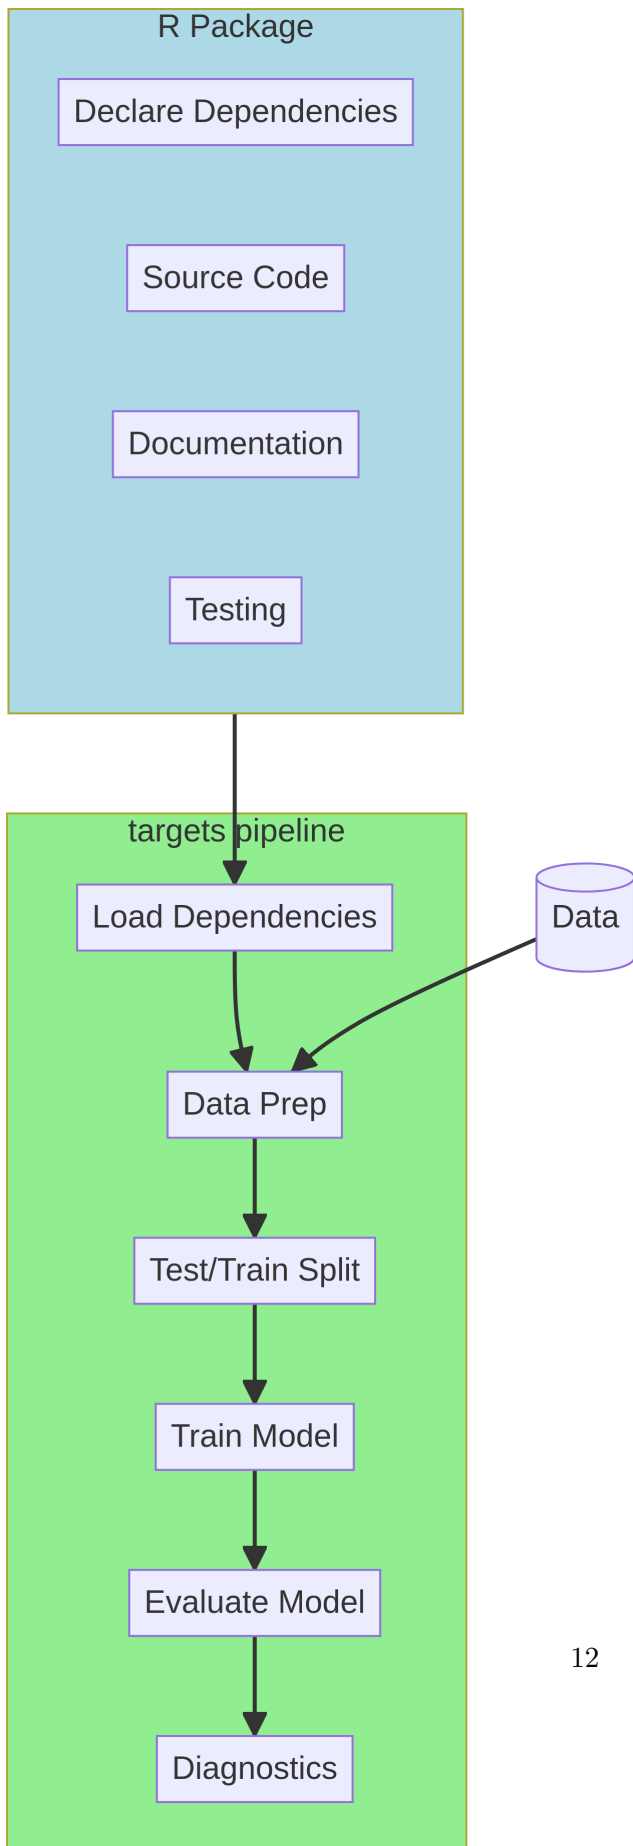 R Package
Declare Dependencies
Source Code
Documentation
Testing
targets pipeline
Load Dependencies
Data
Data Prep
Test/Train Split
Train Model
Evaluate Model
12
Diagnostics